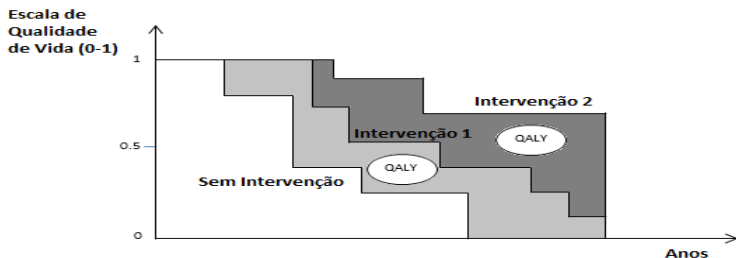 Escala de
Qualidade
de Vida (0-1)
1
Intervenção 2
Intervenção 1
QALY
0.5
QALY
Sem Intervenção
0
Anos